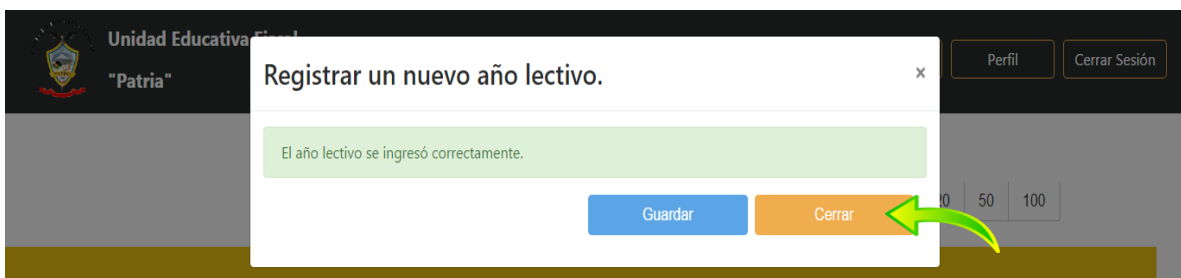 Unidad Educativa Fiscal
"Patria"
Registrar un nuevo año lectivo.
×
Perfil
Cerrar Sesión
El año lectivo se ingresó correctamente.
Guardar
Cerrar
20 50 100